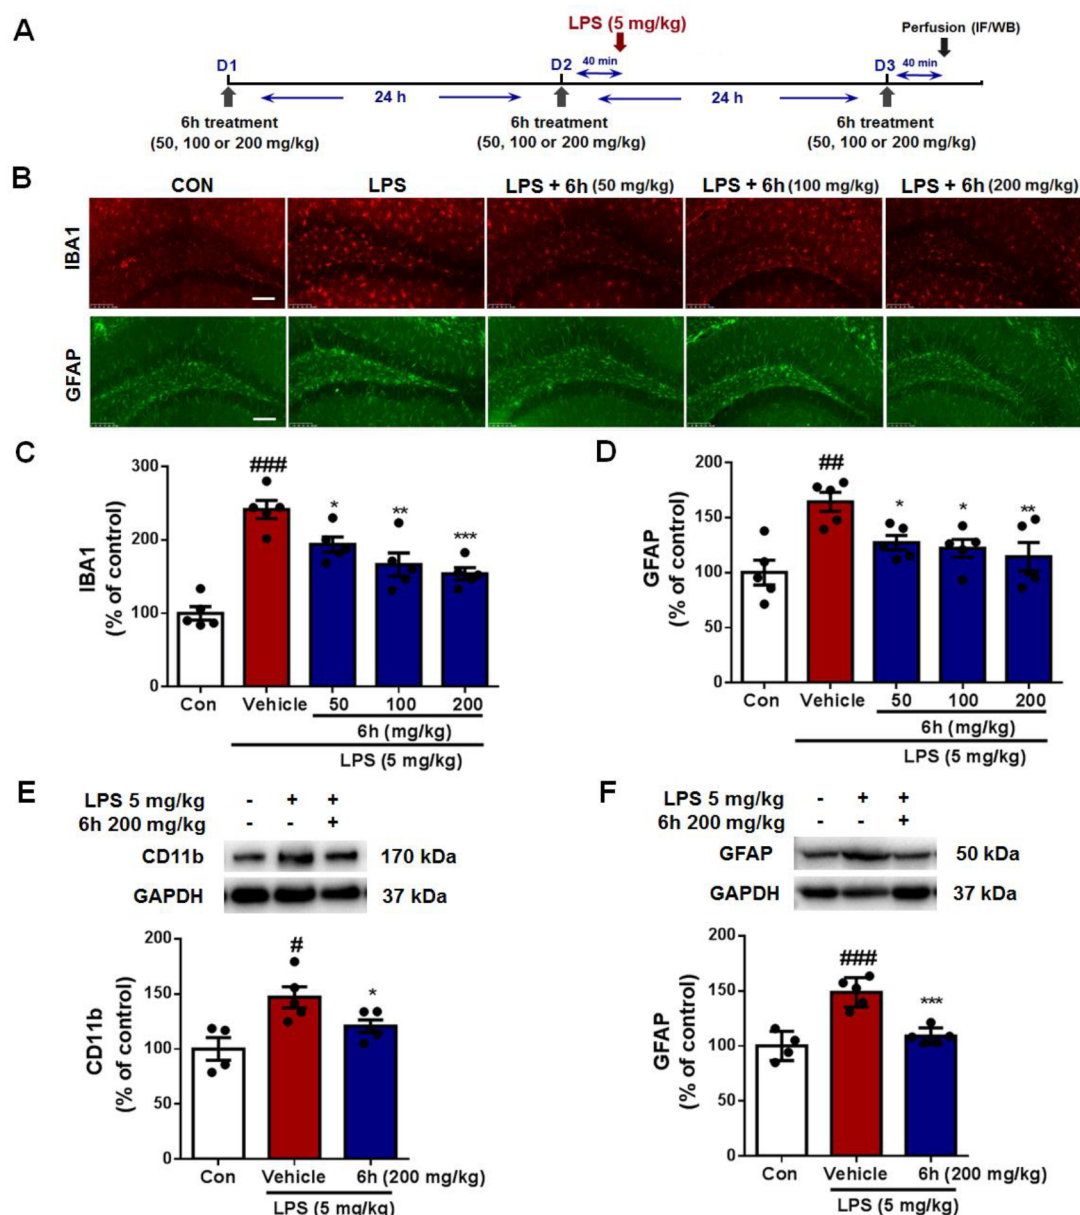 A
LPS (5 mg/kg)
Perfusion (IF/WB)
D1
D2
40 min
D3
40 min
24 h
24 h
6h treatment
(50, 100 or 200 mg/kg)
6h treatment
(50, 100 or 200 mg/kg)
6h treatment
(50, 100 or 200 mg/kg)
B
CON
LPS
LPS + 6h (50 mg/kg)
LPS + 6h (100 mg/kg)
LPS + 6h (200 mg/kg)
IBA1
GFAP
C
IBA1
(% of control)
300
200
100
0
###
*
**
***
Con
Vehicle
50
100
200
6h (mg/kg)
LPS (5 mg/kg)
D
GFAP
(% of control)
200
150
100
50
0
##
*
*
**
Con
Vehicle
50
100
200
6h (mg/kg)
LPS (5 mg/kg)
E
LPS 5 mg/kg - + +
6h 200 mg/kg - - +
CD11b 170 kDa
GAPDH 37 kDa
CD11b
(% of control)
200
150
100
50
0
#
*
Con
Vehicle
6h (200 mg/kg)
LPS (5 mg/kg)
F
LPS 5 mg/kg - + +
6h 200 mg/kg - - +
GFAP 50 kDa
GAPDH 37 kDa
GFAP
(% of control)
200
150
100
50
0
###
***
Con
Vehicle
6h (200 mg/kg)
LPS (5 mg/kg)